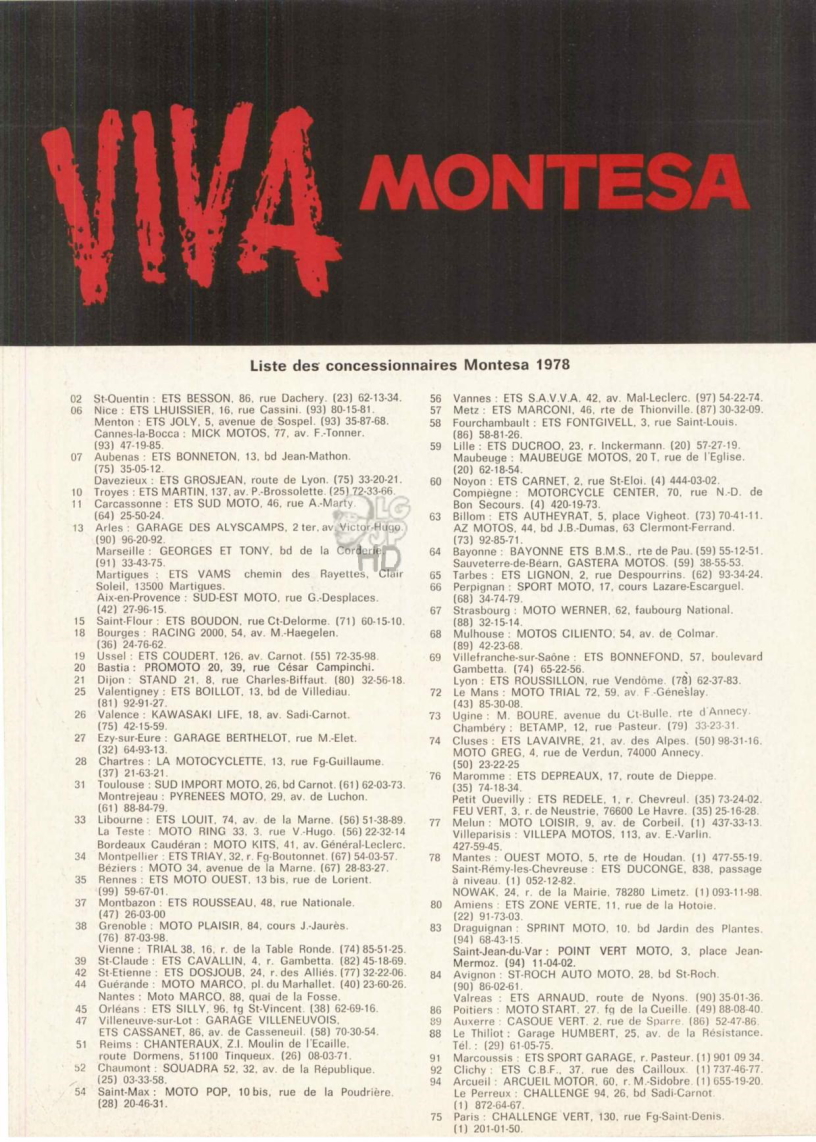 VIVA MONTESA
Liste des concessionnaires Montesa 1978
02 St-Quentin : ETS BESSON, 86, rue Dachery. (23) 62-13-34.
06 Nice : ETS LHUISSIER, 16, rue Cassini. (93) 80-15-81.
Menton : ETS JOLY, 5, avenue de Sospel. (93) 35-87-68.
Cannes-la-Bocca : MICK MOTOS, 77, av. F.-Tonner.
(93) 47-19-85.
07 Aubenas : ETS BONNETON, 13, bd Jean-Mathon.
(75) 35-05-12.
Davezieux : ETS GROSJEAN, route de Lyon. (75) 33-20-21.
10 Troyes : ETS MARTIN, 137, av. P.-Brossolette. (25) 72-33-66.
11 Carcassonne : ETS SUD MOTO, 46, rue A.-Marty.
(64) 25-50-24.
13 Arles : GARAGE DES ALYSCAMPS, 2 ter, av. Victor-Hugo.
(90) 96-20-92.
Marseille : GEORGES ET TONY, bd de la Corderie.
(91) 33-43-75.
Martigues : ETS VAMS chemin des Rayettes, Clair
Soleil, 13500 Martigues.
Aix-en-Provence : SUD-EST MOTO, rue G.-Desplaces.
(42) 27-96-15.
15 Saint-Flour : ETS BOUDON, rue Ct-Delorme. (71) 60-15-10.
18 Bourges : RACING 2000, 54, av. M.-Haegelen.
(36) 24-76-62.
19 Ussel : ETS COUDERT, 126, av. Carnot. (55) 72-35-98.
20 Bastia : PROMOTO 20, 39, rue César Campinchi.
21 Dijon : STAND 21, 8, rue Charles-Biffaut. (80) 32-56-18.
25 Valentigney : ETS BOILLOT, 13, bd de Villediau.
(81) 92-91-27.
26 Valence : KAWASAKI LIFE, 18, av. Sadi-Carnot.
(75) 42-15-59.
27 Ezy-sur-Eure : GARAGE BERTHELOT, rue M.-Elet.
(32) 64-93-13.
28 Chartres : LA MOTOCYCLETTE, 13, rue Fg-Guillaume.
(37) 21-63-21.
31 Toulouse : SUD IMPORT MOTO, 26, bd Carnot. (61) 62-03-73.
Montrejeau : PYRENEES MOTO, 29, av. de Luchon.
(61) 88-84-79.
33 Libourne : ETS LOUIT, 74, av. de la Marne. (56) 51-38-89.
La Teste : MOTO RING 33, 3, rue V.-Hugo. (56) 22-32-14
Bordeaux Caudéran : MOTO KITS, 41, av. Général-Leclerc.
34 Montpellier : ETS TRIAY, 32, r. Fg-Boutonnet. (67) 54-03-57.
Béziers : MOTO 34, avenue de la Marne. (67) 28-83-27.
35 Rennes : ETS MOTO OUEST, 13 bis, rue de Lorient.
(99) 59-67-01.
37 Montbazon : ETS ROUSSEAU, 48, rue Nationale.
(47) 26-03-00
38 Grenoble : MOTO PLAISIR, 84, cours J.-Jaurès.
(76) 87-03-98.
Vienne : TRIAL 38, 16, r. de la Table Ronde. (74) 85-51-25.
39 St-Claude : ETS CAVALLIN, 4, r. Gambetta. (82) 45-18-69.
42 St-Etienne : ETS DOSJOUB, 24, r. des Alliés. (77) 32-22-06.
44 Guérande : MOTO MARCO, pl. du Marhallet. (40) 23-60-26.
Nantes : Moto MARCO, 88, quai de la Fosse.
45 Orléans : ETS SILLY, 96, fg St-Vincent. (38) 62-69-16.
47 Villeneuve-sur-Lot : GARAGE VILLENEUVOIS,
ETS CASSANET, 86, av. de Casseneuil. (58) 70-30-54.
51 Reims : CHANTERAUX, Z.I. Moulin de l'Ecaille,
route Dormens, 51100 Tinqueux. (26) 08-03-71.
52 Chaumont : SQUADRA 52, 32, av. de la République.
(25) 03-33-58.
54 Saint-Max : MOTO POP, 10 bis, rue de la Poudrière.
(28) 20-46-31.
56 Vannes : ETS S.A.V.V.A. 42, av. Mal-Leclerc. (97) 54-22-74.
57 Metz : ETS MARCONI, 46, rte de Thionville. (87) 30-32-09.
58 Fourchambault : ETS FONTGIVELL, 3, rue Saint-Louis.
(86) 58-81-26.
59 Lille : ETS DUCROO, 23, r. Inckermann. (20) 57-27-19.
Maubeuge : MAUBEUGE MOTOS, 20 T, rue de l'Eglise.
(20) 62-18-54.
60 Noyon : ETS CARNET, 2, rue St-Eloi. (4) 444-03-02.
Compiègne : MOTORCYCLE CENTER, 70, rue N.-D. de
Bon Secours. (4) 420-19-73.
63 Billom : ETS AUTHEYRAT, 5, place Vigheot. (73) 70-41-11.
AZ MOTOS, 44, bd J.B.-Dumas, 63 Clermont-Ferrand.
(73) 92-85-71.
64 Bayonne : BAYONNE ETS B.M.S., rte de Pau. (59) 55-12-51.
Sauveterre-de-Béarn, GASTERA MOTOS. (59) 38-55-53.
65 Tarbes : ETS LIGNON, 2, rue Despourrins. (62) 93-34-24.
66 Perpignan : SPORT MOTO, 17, cours Lazare-Escarguel.
(68) 34-74-79.
67 Strasbourg : MOTO WERNER, 62, faubourg National.
(88) 32-15-14.
68 Mulhouse : MOTOS CILIENTO, 54, av. de Colmar.
(89) 42-23-68.
69 Villefranche-sur-Saône : ETS BONNEFOND, 57, boulevard
Gambetta. (74) 65-22-56.
Lyon : ETS ROUSSILLON, rue Vendôme. (78) 62-37-83.
72 Le Mans : MOTO TRIAL 72, 59, av. F.-Géneslay.
(43) 85-30-08.
73 Ugine : M. BOURE, avenue du Ct-Bulle, rte d'Annecy.
Chambéry : BETAMP, 12, rue Pasteur. (79) 33-23-31.
74 Cluses : ETS LAVAIVRE, 21, av. des Alpes. (50) 98-31-16.
MOTO GREG, 4, rue de Verdun, 74000 Annecy.
(50) 23-22-25
76 Maromme : ETS DEPREAUX, 17, route de Dieppe.
(35) 74-18-34.
Petit Quevilly : ETS REDELE, 1, r. Chevreul. (35) 73-24-02.
FEU VERT, 3, r. de Neustrie, 76600 Le Havre. (35) 25-16-28.
77 Melun : MOTO LOISIR, 9, av. de Corbeil. (1) 437-33-13.
Villeparisis : VILLEPA MOTOS, 113, av. E.-Varlin.
427-59-45.
78 Mantes : OUEST MOTO, 5, rte de Houdan. (1) 477-55-19.
Saint-Rémy-les-Chevreuse : ETS DUCONGE, 838, passage
à niveau. (1) 052-12-82.
NOWAK, 24, r. de la Mairie, 78280 Limetz. (1) 093-11-98.
80 Amiens : ETS ZONE VERTE, 11, rue de la Hotoie.
(22) 91-73-03.
83 Draguignan : SPRINT MOTO, 10, bd Jardin des Plantes.
(94) 68-43-15.
Saint-Jean-du-Var : POINT VERT MOTO, 3, place Jean-
Mermoz. (94) 11-04-02.
84 Avignon : ST-ROCH AUTO MOTO, 28, bd St-Roch.
(90) 86-02-61.
Valreas : ETS ARNAUD, route de Nyons. (90) 35-01-36.
86 Poitiers : MOTO START, 27, fg de la Cueille. (49) 88-08-40.
89 Auxerre : CASQUE VERT, 2, rue de Sparre. (86) 52-47-86.
88 Le Thillot : Garage HUMBERT, 25, av. de la Résistance.
Tél. : (29) 61-05-75.
91 Marcoussis : ETS SPORT GARAGE, r. Pasteur. (1) 901 09 34.
92 Clichy : ETS C.B.F., 37, rue des Cailloux. (1) 737-46-77.
94 Arcueil : ARCUEIL MOTOR, 60, r. M.-Sidobre. (1) 655-19-20.
Le Perreux : CHALLENGE 94, 26, bd Sadi-Carnot
(1) 872-64-67.
75 Paris : CHALLENGE VERT, 130, rue Fg-Saint-Denis.
(1) 201-01-50.
LG
JP
HD